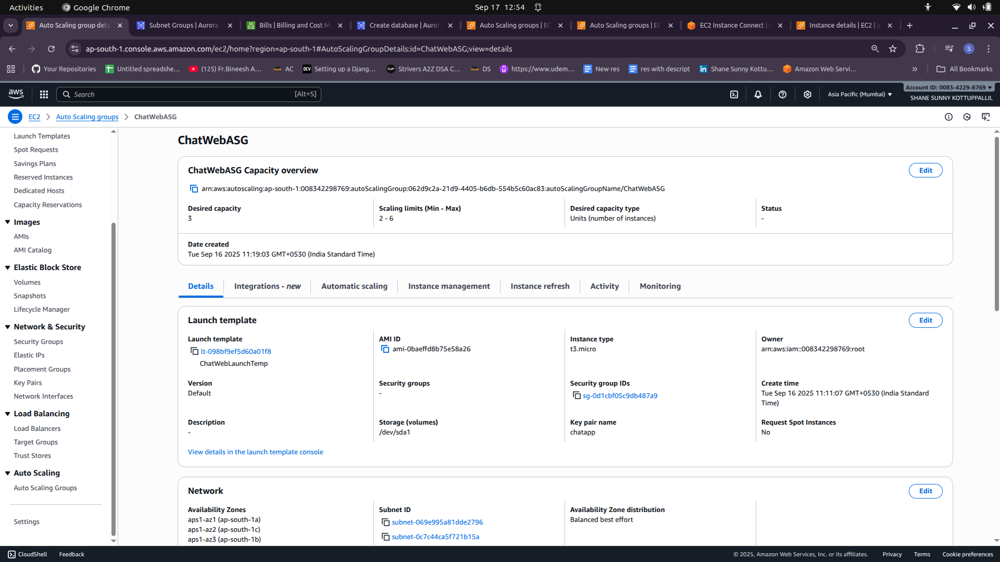 Activities
Google Chrome
Sep 17 12:54
Auto Scaling group deta
Subnet Groups | Aurora
Bills | Billing and Cost M
Create database | Auror
Auto Scaling groups | EC
Auto Scaling groups | EC
EC2 Instance Connect |
Instance details | EC2 | a
ap-south-1.console.aws.amazon.com/ec2/home?region=ap-south-1#AutoScalingGroupDetails:id=ChatWebASG;view=details
S
Your Repositories
Untitled spreadshe...
(125) Fr.Bineesh A...
AC
DEV
Setting up a Djang...
TUF
Strivers A2Z DSA C...
DS
https://www.udem...
New res
res with descript
Shane Sunny Kottu...
Amazon Web Servi...
All Bookmarks
aws
Search
[Alt+S]
Asia Pacific (Mumbai)
Account ID: 0083-4229-8769
SHANE SUNNY KOTTUPPALLIL
EC2
Auto Scaling groups
ChatWebASG
Launch Templates
Spot Requests
Savings Plans
Reserved Instances
Dedicated Hosts
Capacity Reservations
Images
AMIs
AMI Catalog
Elastic Block Store
Volumes
Snapshots
Lifecycle Manager
Network & Security
Security Groups
Elastic IPs
Placement Groups
Key Pairs
Network Interfaces
Load Balancing
Load Balancers
Target Groups
Trust Stores
Auto Scaling
Auto Scaling Groups
Settings
ChatWebASG
ChatWebASG Capacity overview
Edit
arn:aws:autoscaling:ap-south-1:008342298769:autoScalingGroup:062d9c2a-21d9-4405-b6db-554b5c60ac83:autoScalingGroupName/ChatWebASG
Desired capacity
3
Scaling limits (Min - Max)
2 - 6
Desired capacity type
Units (number of instances)
Status
-
Date created
Tue Sep 16 2025 11:19:03 GMT+0530 (India Standard Time)
Details
Integrations - new
Automatic scaling
Instance management
Instance refresh
Activity
Monitoring
Launch template
Edit
Launch template
lt-098bf9ef5d60a01f8
ChatWebLaunchTemp
AMI ID
ami-0baeffd8b75e58a26
Instance type
t3.micro
Owner
arn:aws:iam::008342298769:root
Version
Default
Security groups
-
Security group IDs
sg-0d1cbf05c9db487a9
Create time
Tue Sep 16 2025 11:11:07 GMT+0530 (India Standard
Time)
Description
-
Storage (volumes)
/dev/sda1
Key pair name
chatapp
Request Spot Instances
No
View details in the launch template console
Network
Edit
Availability Zones
aps1-az1 (ap-south-1a)
aps1-az2 (ap-south-1c)
aps1-az3 (ap-south-1b)
Subnet ID
subnet-069e995a81dde2796
subnet-0c7c44ca5f721b15a
Availability Zone distribution
Balanced best effort
CloudShell
Feedback
© 2025, Amazon Web Services, Inc. or its affiliates.
Privacy
Terms
Cookie preferences